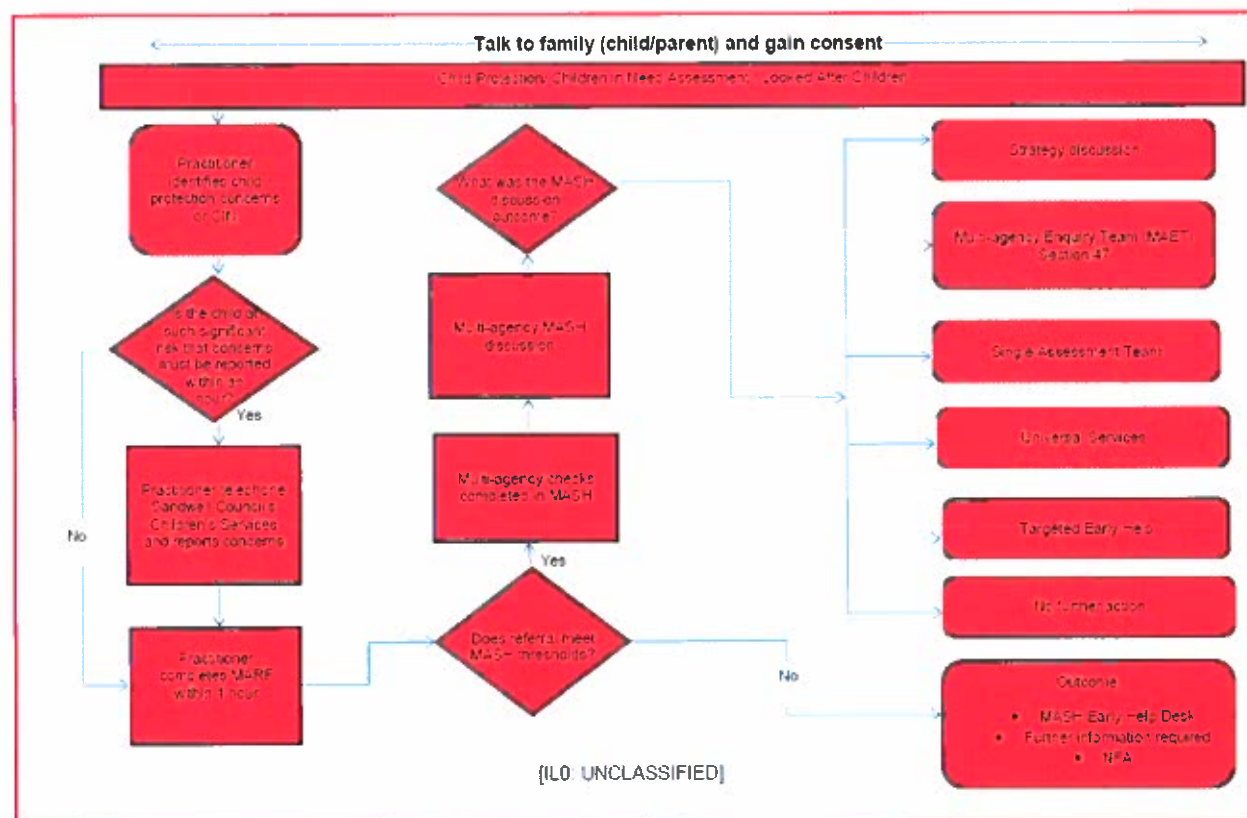 Talk to family (child/parent) and gain consent
Child Protection/ Children in Need Assessment / Looked After Children
Practitioner
identifies child
protection concerns
or CIN
Is the child at
such significant
risk that concerns
must be reported
within an
hour?
Yes
No
Practitioner telephone
Sandwell Council's
Children's Services
and reports concerns
Practitioner
completes MARF
within 1 hour
What was the MASH
discussion
outcome?
Multi-agency MASH
discussion
Multi-agency checks
completed in MASH
Yes
Does referral meet
MASH thresholds?
No
Strategy discussion
Multi-agency Enquiry Team (MAET)
Section 47
Single Assessment Team
Universal Services
Targeted Early Help
No further action
Outcome
• MASH Early Help Desk
• Further information required
• NFA
[IL0: UNCLASSIFIED]